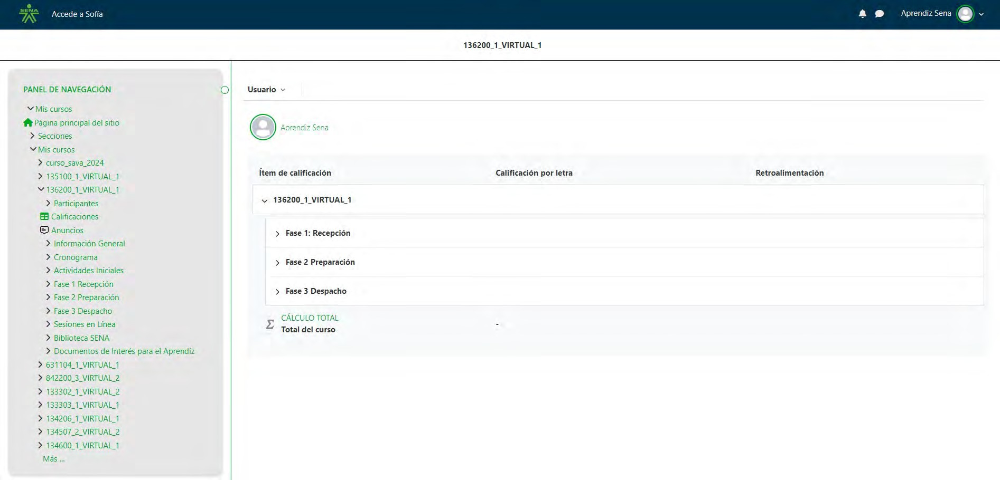 SENA
Accede a Sofía
Aprendiz Sena
136200_1_VIRTUAL_1
PANEL DE NAVEGACIÓN
Mis cursos
Página principal del sitio
Secciones
Mis cursos
curso_sava_2024
135100_1_VIRTUAL_1
136200_1_VIRTUAL_1
Participantes
Calificaciones
Anuncios
Información General
Cronograma
Actividades Iniciales
Fase 1 Recepción
Fase 2 Preparación
Fase 3 Despacho
Sesiones en Línea
Biblioteca SENA
Documentos de Interés para el Aprendiz
631104_1_VIRTUAL_1
842200_3_VIRTUAL_2
133302_1_VIRTUAL_2
133303_1_VIRTUAL_1
134206_1_VIRTUAL_1
134507_2_VIRTUAL_2
134600_1_VIRTUAL_1
Más ...
Usuario
Aprendiz Sena
Ítem de calificación Calificación por letra Retroalimentación
136200_1_VIRTUAL_1
Fase 1: Recepción
Fase 2 Preparación
Fase 3 Despacho
Σ CÁLCULO TOTAL
Total del curso -